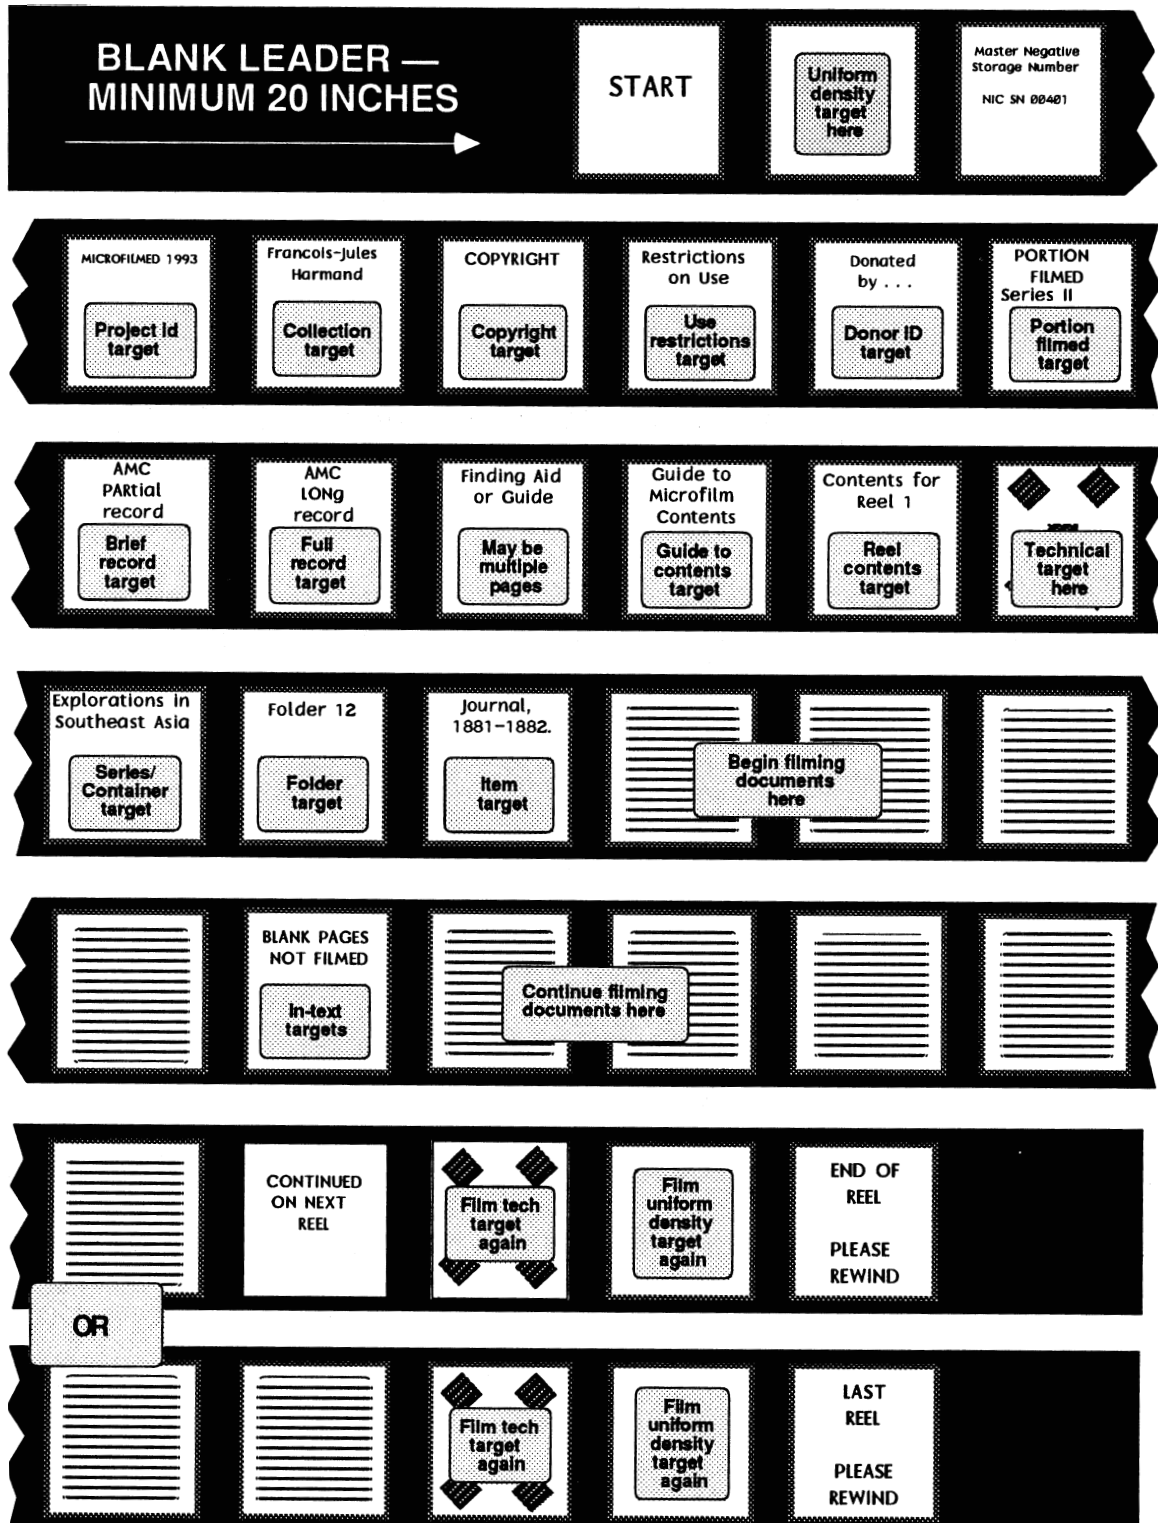 BLANK LEADER —
MINIMUM 20 INCHES
START
Uniform
density
target
here
Master Negative
Storage Number
NIC SN 00401
MICROFILMED 1993
Project id
target
Francois-Jules
Harmand
Collection
target
COPYRIGHT
Copyright
target
Restrictions
on Use
Use
restrictions
target
Donated
by . . .
Donor ID
target
PORTION
FILMED
Series II
Portion
filmed
target
AMC
PARtial
record
Brief
record
target
AMC
LONg
record
Full
record
target
Finding Aid
or Guide
May be
multiple
pages
Guide to
Microfilm
Contents
Guide to
contents
target
Contents for
Reel 1
Reel
contents
target
Technical
target
here
Explorations in
Southeast Asia
Series/
Container
target
Folder 12
Folder
target
Journal,
1881-1882.
Item
target
Begin filming
documents
here
BLANK PAGES
NOT FILMED
In-text
targets
Continue filming
documents here
CONTINUED
ON NEXT
REEL
Film tech
target
again
Film
uniform
density
target
again
END OF
REEL
PLEASE
REWIND
OR
Film tech
target
again
Film
uniform
density
target
again
LAST
REEL
PLEASE
REWIND